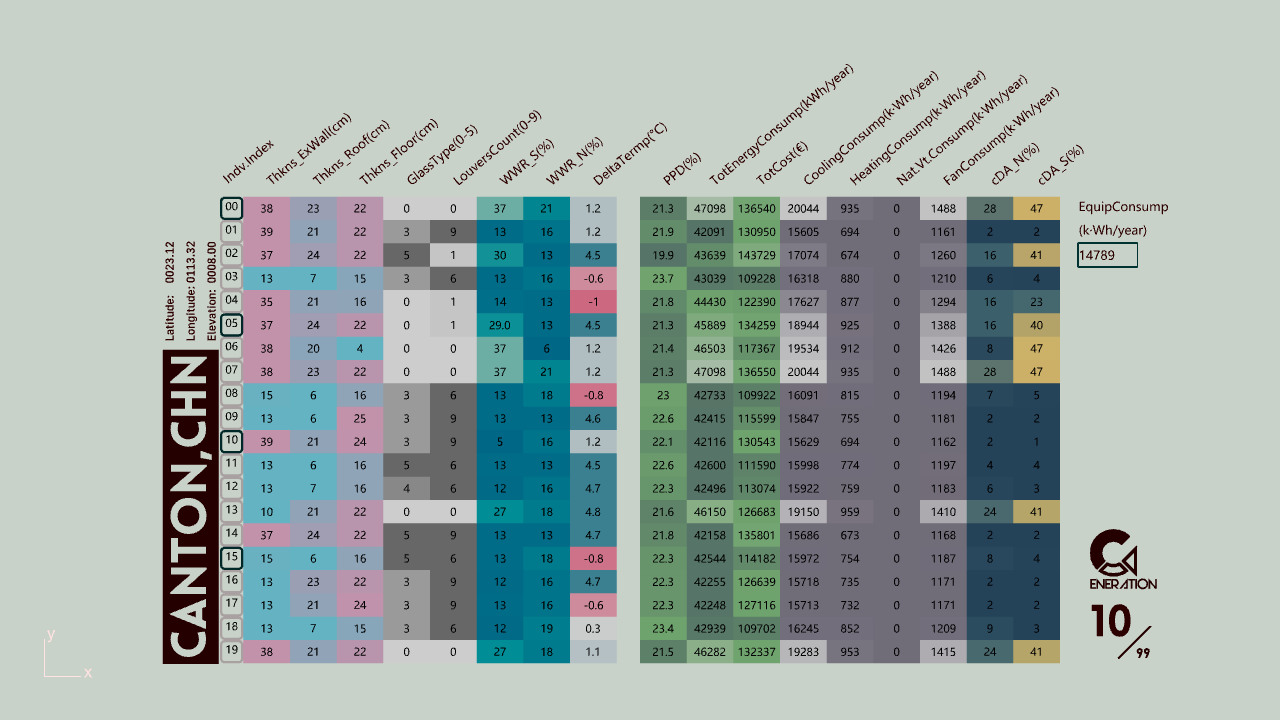 Indv.Index Thkns_ExWall(cm) Thkns_Roof(cm) Thkns_Floor(cm) GlassType(0-5) LouversCount(0-9) WWR_S(%) WWR_N(%) DeltaTermp(°C) PPD(%) TotEnergyConsump(kWh/year) TotCost(€) CoolingConsump(k·Wh/year) HeatingConsump(k·Wh/year) Nat.Vt.Consump(k·Wh/year) FanConsump(k·Wh/year) cDA_N(%) cDA_S(%)
00 38 23 22 0 0 37 21 1.2 21.3 47098 136540 20044 935 0 1488 28 47
01 39 21 22 3 9 13 16 1.2 21.9 42091 130950 15605 694 0 1161 2 2
02 37 24 22 5 1 30 13 4.5 19.9 43639 143729 17074 674 0 1260 16 41
03 13 7 15 3 6 13 16 -0.6 23.7 43039 109228 16318 880 0 1210 6 4
04 35 21 16 0 1 14 13 -1 21.8 44430 122390 17627 877 0 1294 16 23
05 37 24 22 0 1 29.0 13 4.5 21.3 45889 134259 18944 925 0 1388 16 40
06 38 20 4 0 0 37 6 1.2 21.4 46503 117367 19534 912 0 1426 8 47
07 38 23 22 0 0 37 21 1.2 21.3 47098 136550 20044 935 0 1488 28 47
08 15 6 16 3 6 13 18 -0.8 23 42733 109922 16091 815 0 1194 7 5
09 13 6 25 3 9 13 13 4.6 22.6 42415 115599 15847 755 0 1181 2 2
10 39 21 24 3 9 5 16 1.2 22.1 42116 130543 15629 694 0 1162 2 1
11 13 6 16 5 6 13 13 4.5 22.6 42600 111590 15998 774 0 1197 4 4
12 13 7 16 4 6 12 16 4.7 22.3 42496 113074 15922 759 0 1183 6 3
13 10 21 22 0 0 27 18 4.8 21.6 46150 126683 19150 959 0 1410 24 41
14 37 24 22 5 9 13 13 4.7 21.8 42158 135801 15686 673 0 1168 2 2
15 15 6 16 5 6 13 18 -0.8 22.3 42544 114182 15972 754 0 1187 8 4
16 13 23 22 3 9 12 16 4.7 22.3 42255 126639 15718 735 0 1171 2 2
17 13 21 24 3 9 13 16 -0.6 22.3 42248 127116 15713 732 0 1171 2 2
18 13 7 15 3 6 12 19 0.3 23.4 42939 109702 16245 852 0 1209 9 3
19 38 21 22 0 0 27 16 1.1 21.5 46282 132337 19283 953 0 1415 24 41
Latitude: 0023.12
Longitude: 0113.32
Elevation: 0008.00
CANTON,CHN
EquipConsump
(k·Wh/year)
14789
ENERATION
10/99
y
x